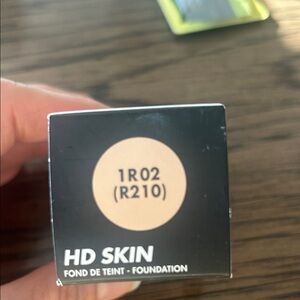 1R02
(R210)
HD SKIN
FOND DE TEINT - FOUNDATION